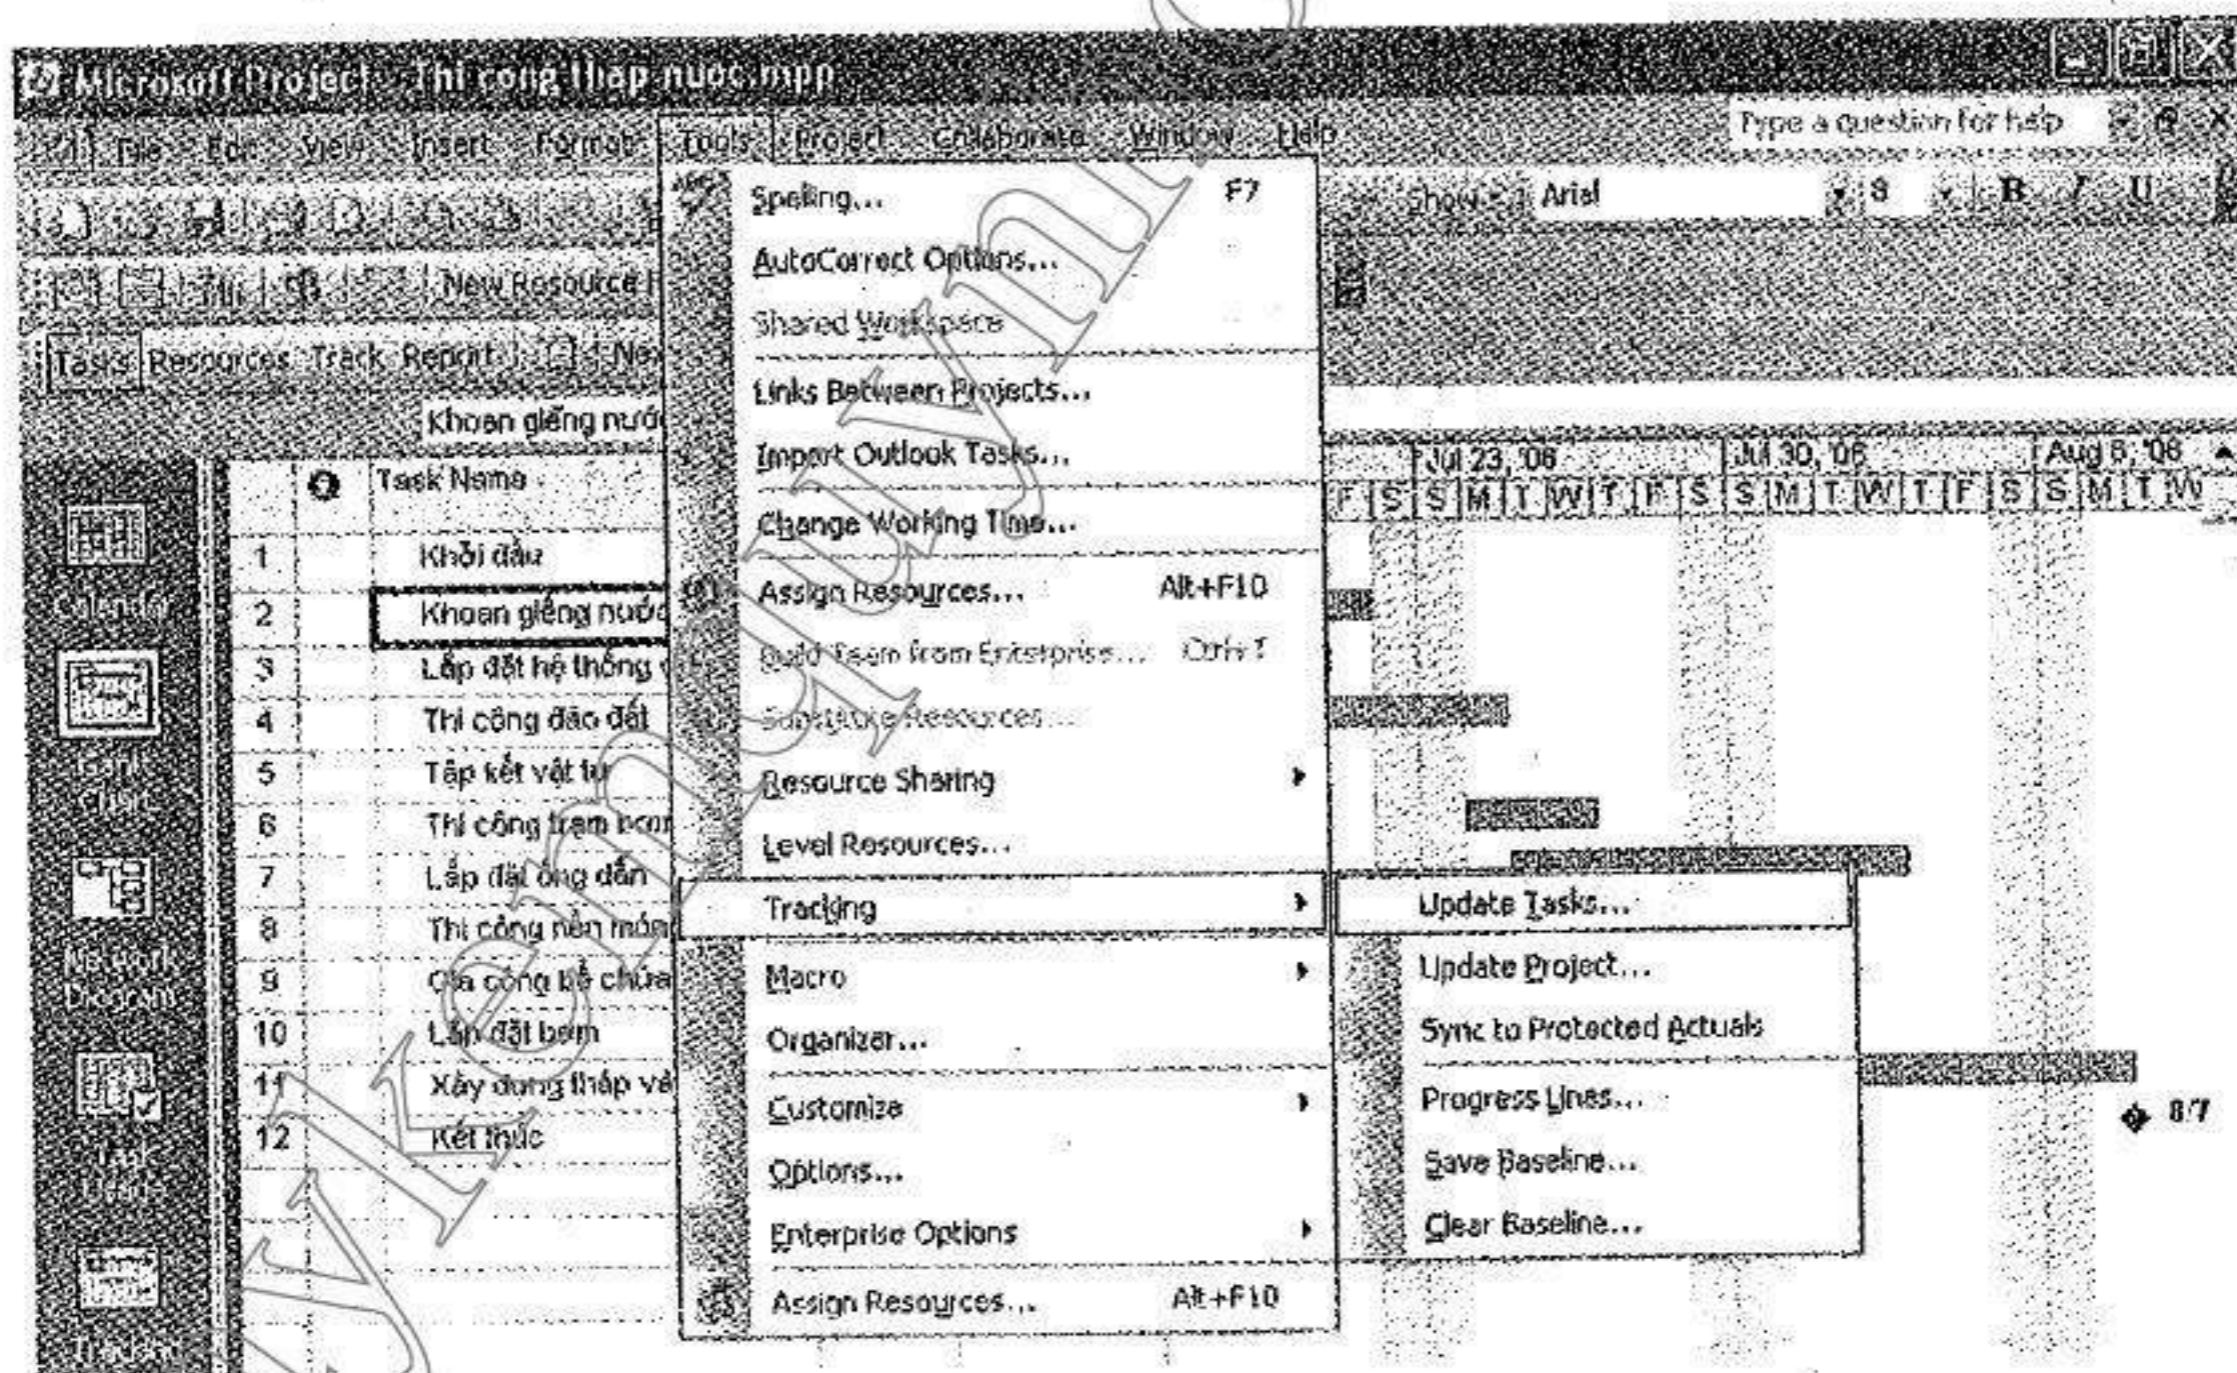 Microsoft Project - Thi cong thap nuoc.mpp
File Edit View Insert Format Tools Project Collaborate Window Help
Type a question for help
Show Arial 8 B I U
New Resource
Tasks Resources Track Report
Khoan giếng nước
Task Name
Jul 23, '06 Jul 30, '06 Aug 6, '06
F S S M T W T F S S M T W T F S S M T W
1 Khởi đầu
2 Khoan giếng nước
3 Lắp đặt hệ thống
4 Thi công đào đất
5 Tập kết vật tư
6 Thi công trạm bơm
7 Lắp đặt ống dẫn
8 Thi công nền móng
9 Gia công bể chứa
10 Lắp đặt bơm
11 Xây dựng tháp và
12 Kết thúc
8/7
Calendar
Gantt
Chart
Network
Diagram
Task
Usage
Tracking
Spelling... F7
AutoCorrect Options...
Shared Workspace
Links Between Projects...
Import Outlook Tasks...
Change Working Time...
Assign Resources... Alt+F10
Build Team from Enterprise... Ctrl+T
Substitute Resources...
Resource Sharing
Level Resources...
Tracking
Macro
Organizer...
Customize
Options...
Enterprise Options
Assign Resources... Alt+F10
Update Tasks...
Update Project...
Sync to Protected Actuals
Progress Lines...
Save Baseline...
Clear Baseline...